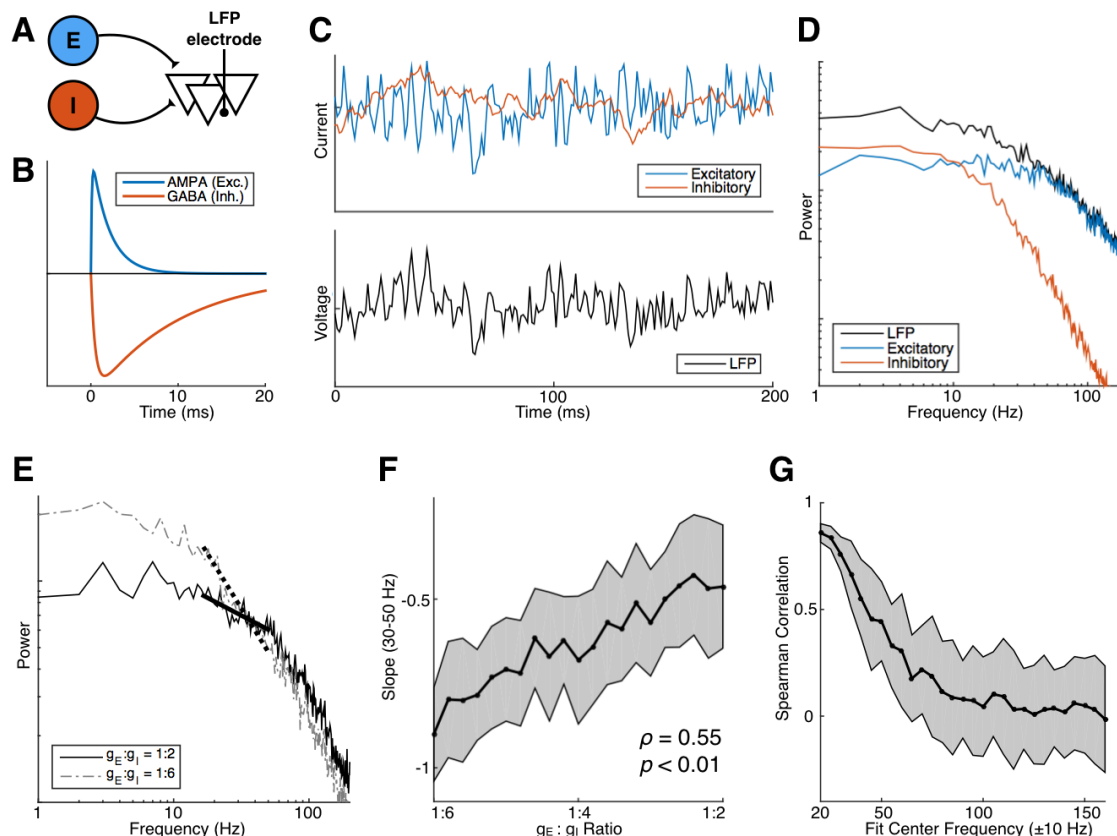 A
E
I
LFP
electrode
B
AMPA (Exc.)
GABA (Inh.)
0
10
20
Time (ms)
C
Current
Excitatory
Inhibitory
Voltage
LFP
0
100
200
Time (ms)
D
Power
LFP
Excitatory
Inhibitory
1
10
100
Frequency (Hz)
E
Power
gE:gI = 1:2
gE:gI = 1:6
1
10
100
Frequency (Hz)
F
Slope (30-50 Hz)
-0.5
-1
ρ = 0.55
p < 0.01
1:6
1:4
1:2
gE : gI Ratio
G
Spearman Correlation
1
0.5
0
20
50
100
150
Fit Center Frequency (±10 Hz)